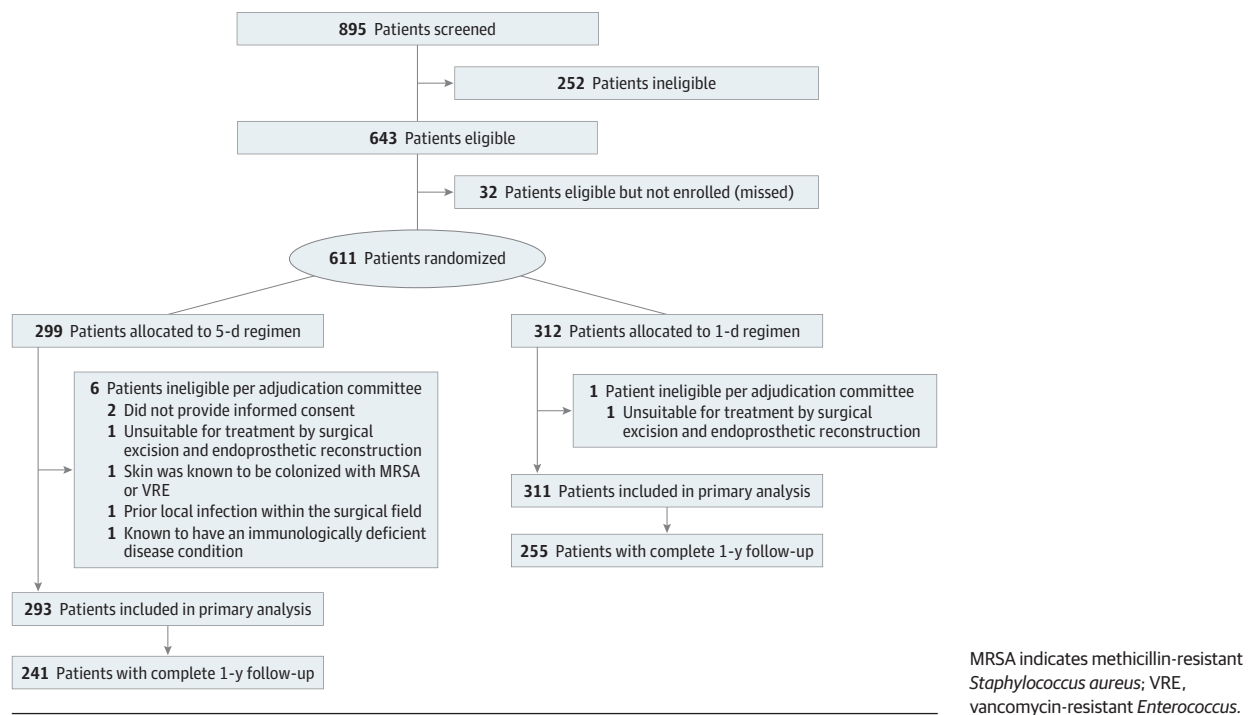 895 Patients screened
252 Patients ineligible
643 Patients eligible
32 Patients eligible but not enrolled (missed)
611 Patients randomized
299 Patients allocated to 5-d regimen
6 Patients ineligible per adjudication committee
2 Did not provide informed consent
1 Unsuitable for treatment by surgical
excision and endoprosthetic reconstruction
1 Skin was known to be colonized with MRSA
or VRE
1 Prior local infection within the surgical field
1 Known to have an immunologically deficient
disease condition
293 Patients included in primary analysis
241 Patients with complete 1-y follow-up
312 Patients allocated to 1-d regimen
1 Patient ineligible per adjudication committee
1 Unsuitable for treatment by surgical
excision and endoprosthetic reconstruction
311 Patients included in primary analysis
255 Patients with complete 1-y follow-up
MRSA indicates methicillin-resistant
Staphylococcus aureus; VRE,
vancomycin-resistant Enterococcus.